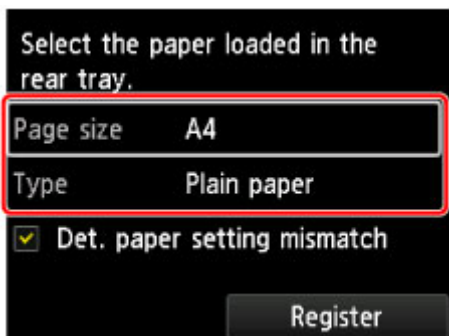 Select the paper loaded in the
rear tray.
Page size A4
Type Plain paper
Det. paper setting mismatch
Register